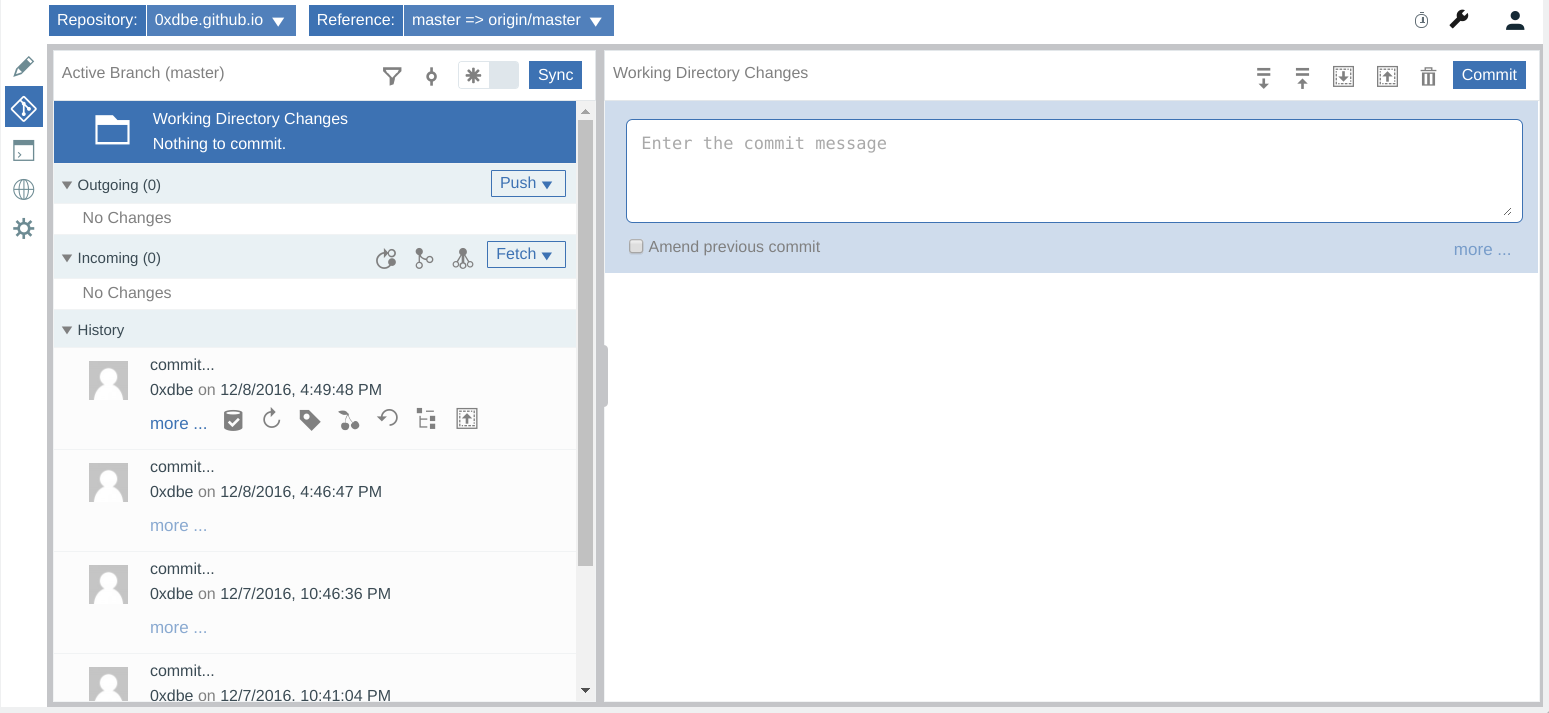 Repository: 0xdbe.github.io Reference: master => origin/master
Active Branch (master) Sync
Working Directory Changes
Nothing to commit.
Outgoing (0) Push
No Changes
Incoming (0) Fetch
No Changes
History
commit...
0xdbe on 12/8/2016, 4:49:48 PM
more ...
commit...
0xdbe on 12/8/2016, 4:46:47 PM
more ...
commit...
0xdbe on 12/7/2016, 10:46:36 PM
more ...
commit...
0xdbe on 12/7/2016, 10:41:04 PM
Working Directory Changes Commit
Enter the commit message
Amend previous commit more ...